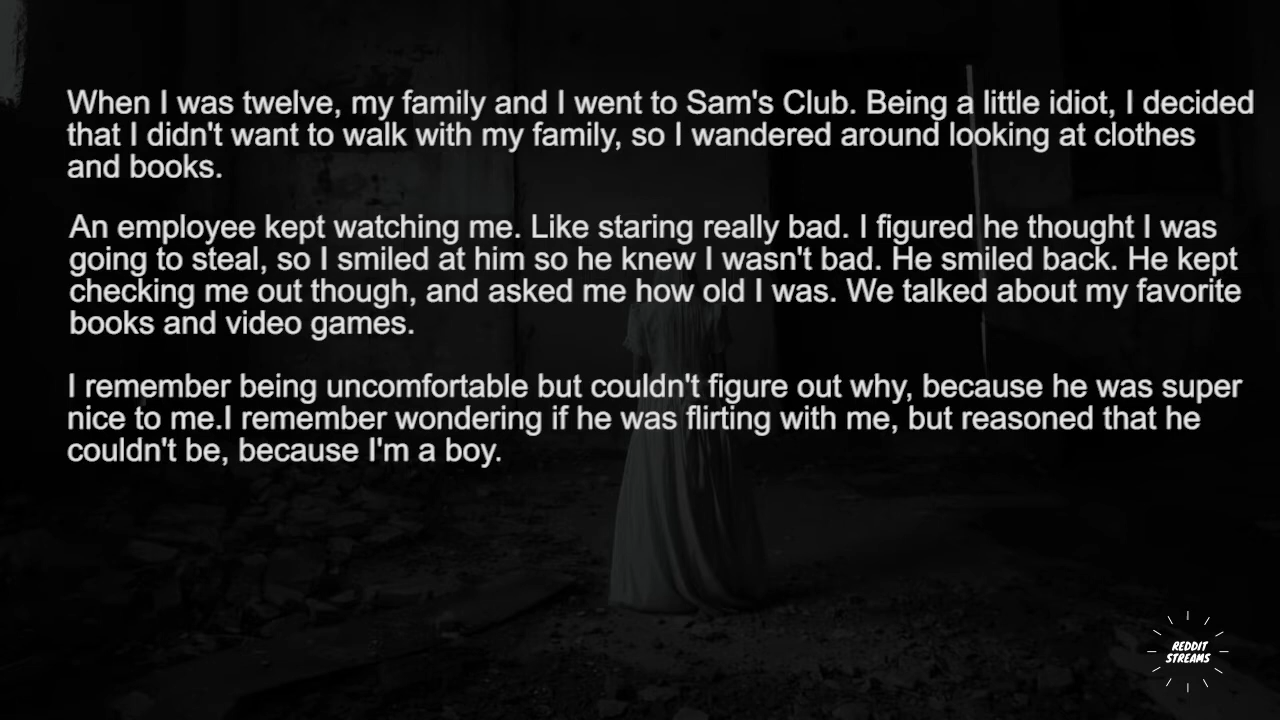 When I was twelve, my family and I went to Sam's Club. Being a little idiot, I decided
that I didn't want to walk with my family, so I wandered around looking at clothes
and books.
An employee kept watching me. Like staring really bad. I figured he thought I was
going to steal, so I smiled at him so he knew I wasn't bad. He smiled back. He kept
checking me out though, and asked me how old I was. We talked about my favorite
books and video games.
I remember being uncomfortable but couldn't figure out why, because he was super
nice to me.I remember wondering if he was flirting with me, but reasoned that he
couldn't be, because I'm a boy.
REDDIT
STREAMS